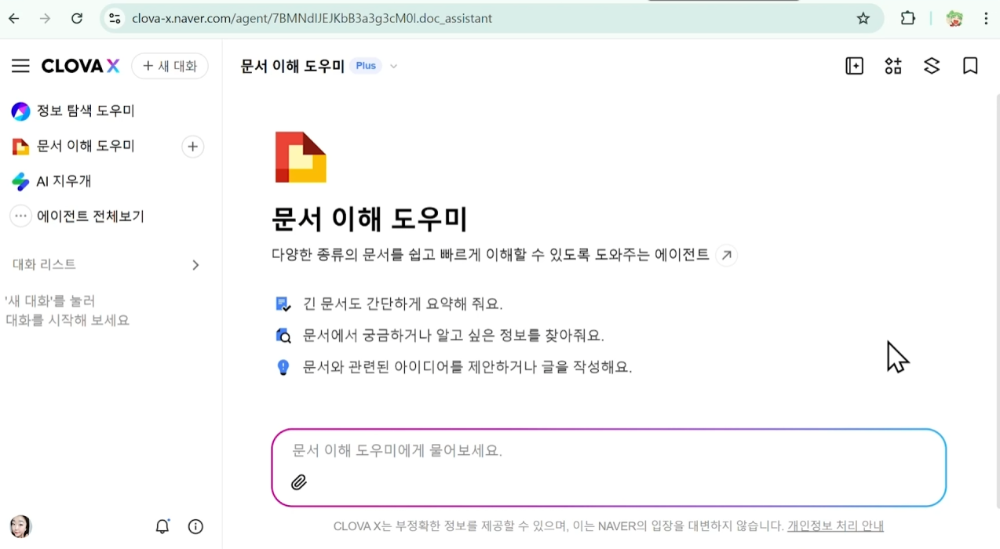 clova-x.naver.com/agent/7BMNdlJEJKbB3a3g3cM0l.doc_assistant
CLOVA X
+ 새 대화
정보 탐색 도우미
문서 이해 도우미
AI 지우개
에이전트 전체보기
대화 리스트
'새 대화'를 눌러
대화를 시작해 보세요
문서 이해 도우미 Plus
문서 이해 도우미
다양한 종류의 문서를 쉽고 빠르게 이해할 수 있도록 도와주는 에이전트
긴 문서도 간단하게 요약해 줘요.
문서에서 궁금하거나 알고 싶은 정보를 찾아줘요.
문서와 관련된 아이디어를 제안하거나 글을 작성해요.
문서 이해 도우미에게 물어보세요.
CLOVA X는 부정확한 정보를 제공할 수 있으며, 이는 NAVER의 입장을 대변하지 않습니다. 개인정보 처리 안내